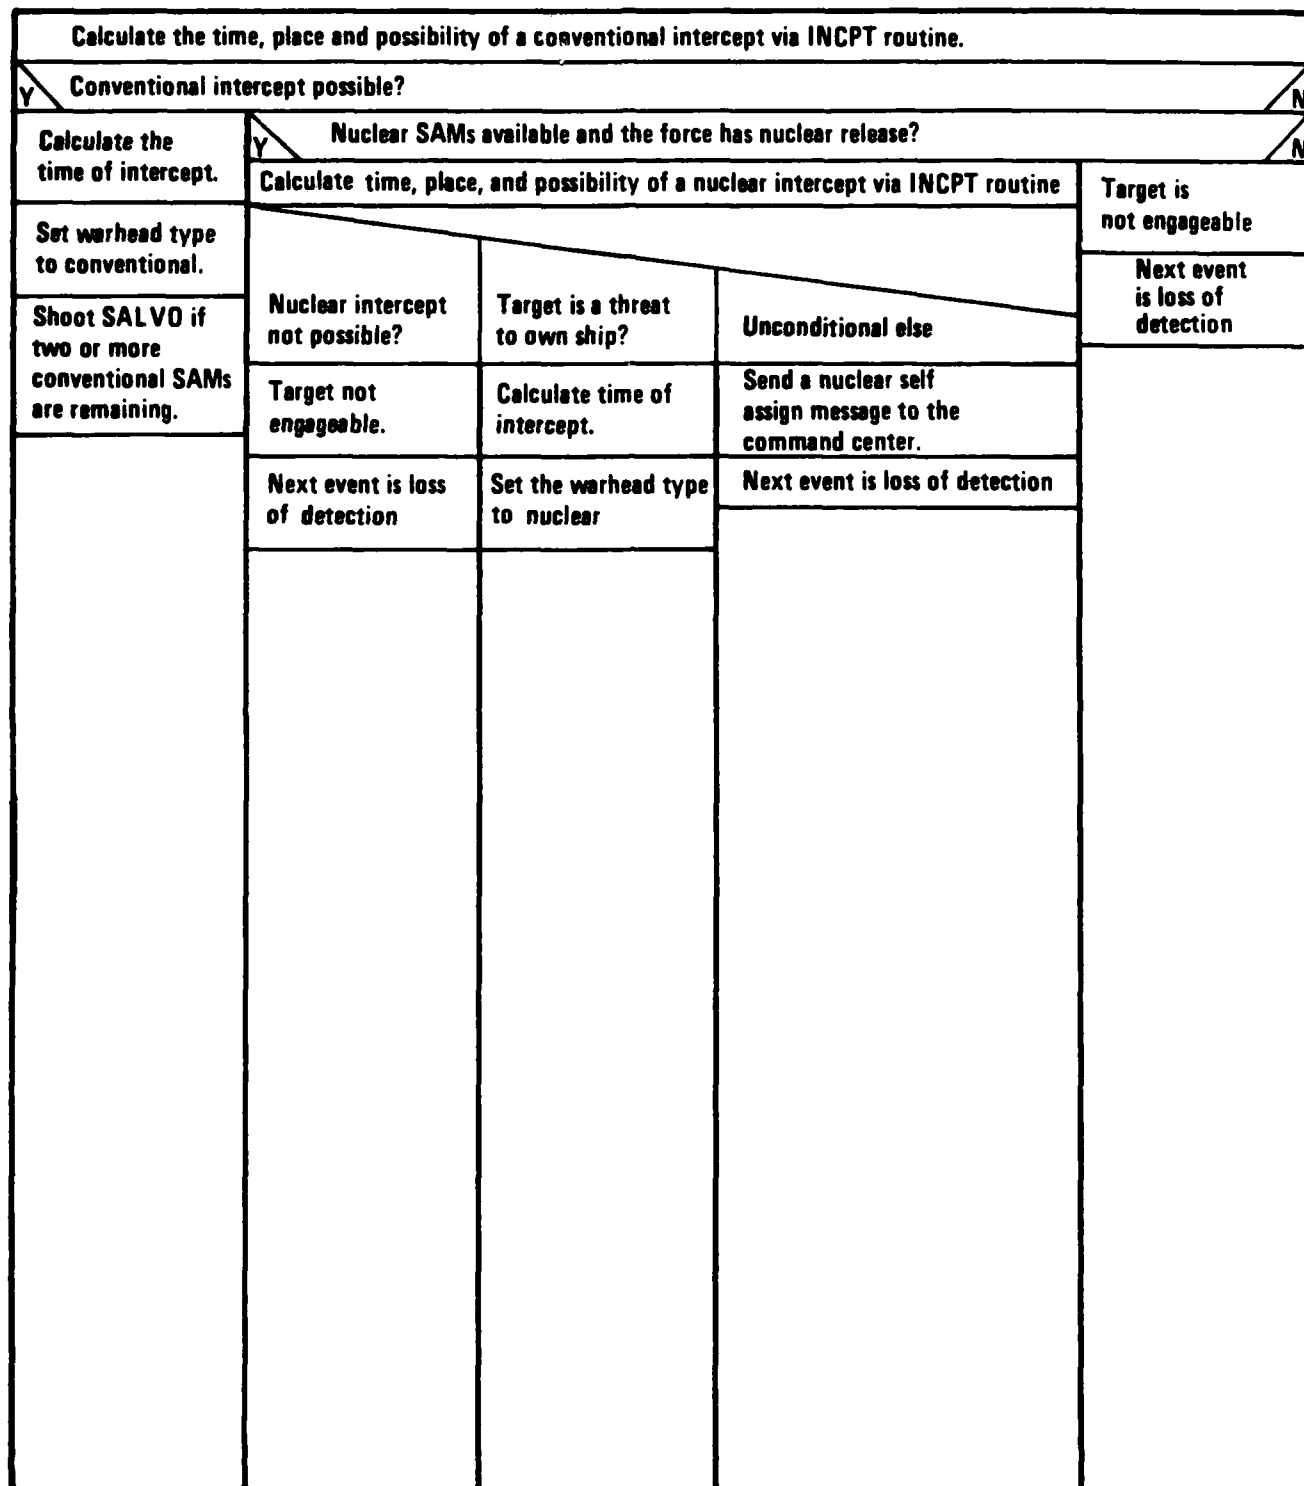 Calculate the time, place and possibility of a conventional intercept via INCPT routine.
Y
Conventional intercept possible?
N
Calculate the
time of intercept.
Set warhead type
to conventional.
Shoot SALVO if
two or more
conventional SAMs
are remaining.
Y
Nuclear SAMs available and the force has nuclear release?
N
Calculate time, place, and possibility of a nuclear intercept via INCPT routine
Nuclear intercept
not possible?
Target not
engageable.
Next event is loss
of detection
Target is a threat
to own ship?
Calculate time of
intercept.
Set the warhead type
to nuclear
Unconditional else
Send a nuclear self
assign message to the
command center.
Next event is loss of detection
Target is
not engageable
Next event
is loss of
detection